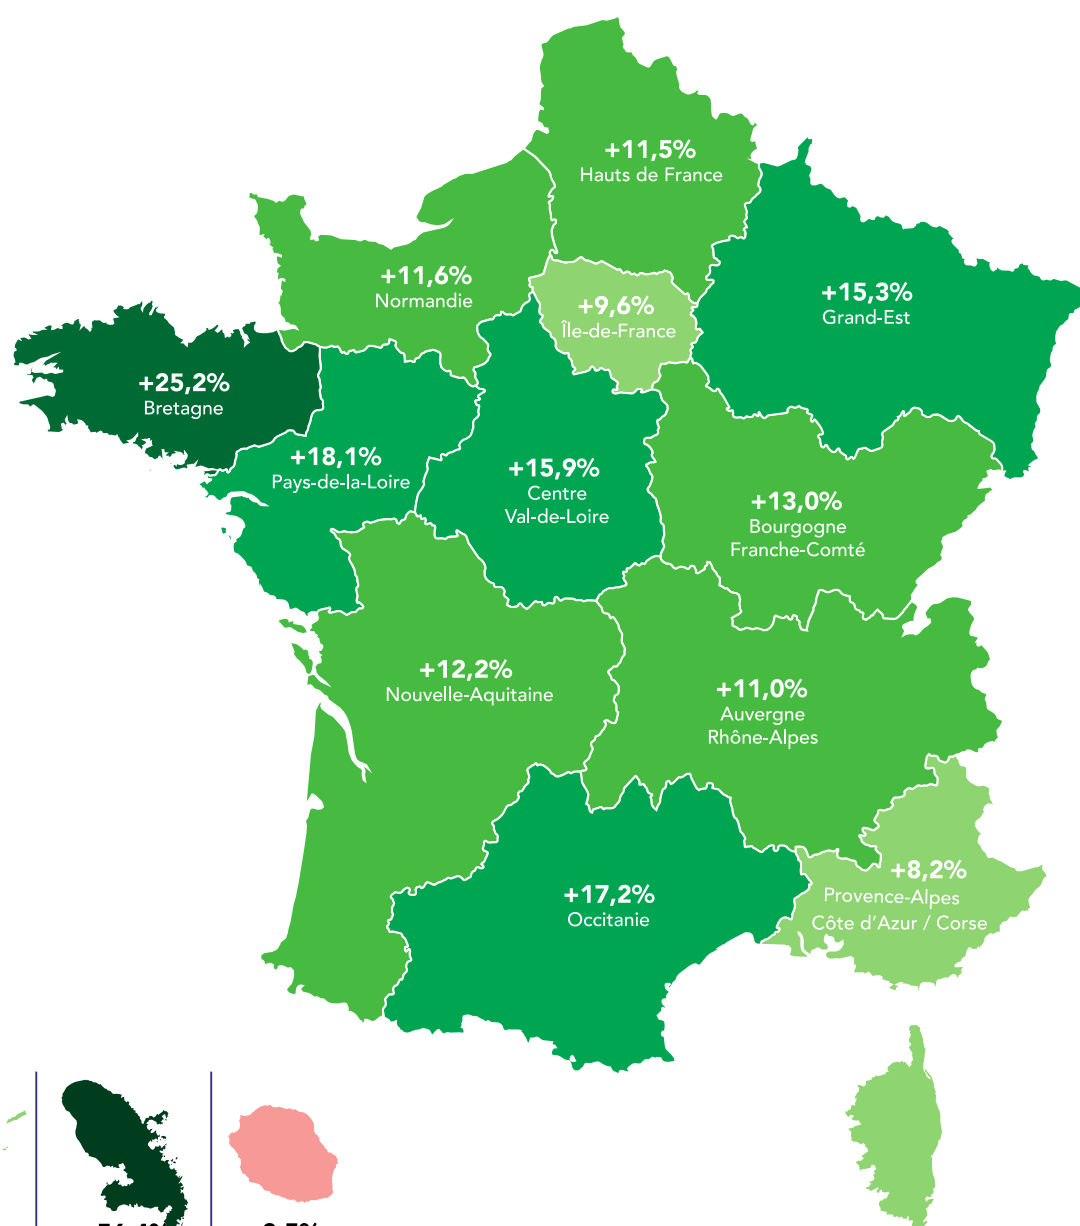 +11,5%
Hauts de France
+11,6%
Normandie
+9,6%
Île-de-France
+15,3%
Grand-Est
+25,2%
Bretagne
+18,1%
Pays-de-la-Loire
+15,9%
Centre
Val-de-Loire
+13,0%
Bourgogne
Franche-Comté
+12,2%
Nouvelle-Aquitaine
+11,0%
Auvergne
Rhône-Alpes
+8,2%
Provence-Alpes
Côte d'Azur / Corse
+17,2%
Occitanie